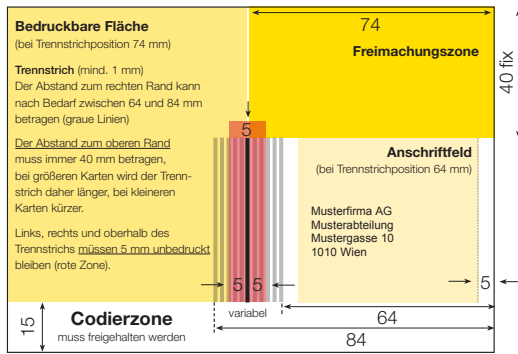 Bedruckbare Fläche
(bei Trennstrichposition 74 mm)
Trennstrich (mind. 1 mm)
Der Abstand zum rechten Rand kann
nach Bedarf zwischen 64 und 84 mm
betragen (graue Linien)
Der Abstand zum oberen Rand
muss immer 40 mm betragen,
bei größeren Karten wird der Trenn-
strich daher länger, bei kleineren
Karten kürzer.
Links, rechts und oberhalb des
Trennstrichs müssen 5 mm unbedruckt
bleiben (rote Zone).
74
Freimachungszone
40 fix
5
Anschriftfeld
(bei Trennstrichposition 64 mm)
Musterfirma AG
Musterabteilung
Mustergasse 10
1010 Wien
5 5
5
variabel
64
84
15
Codierzone
muss freigehalten werden